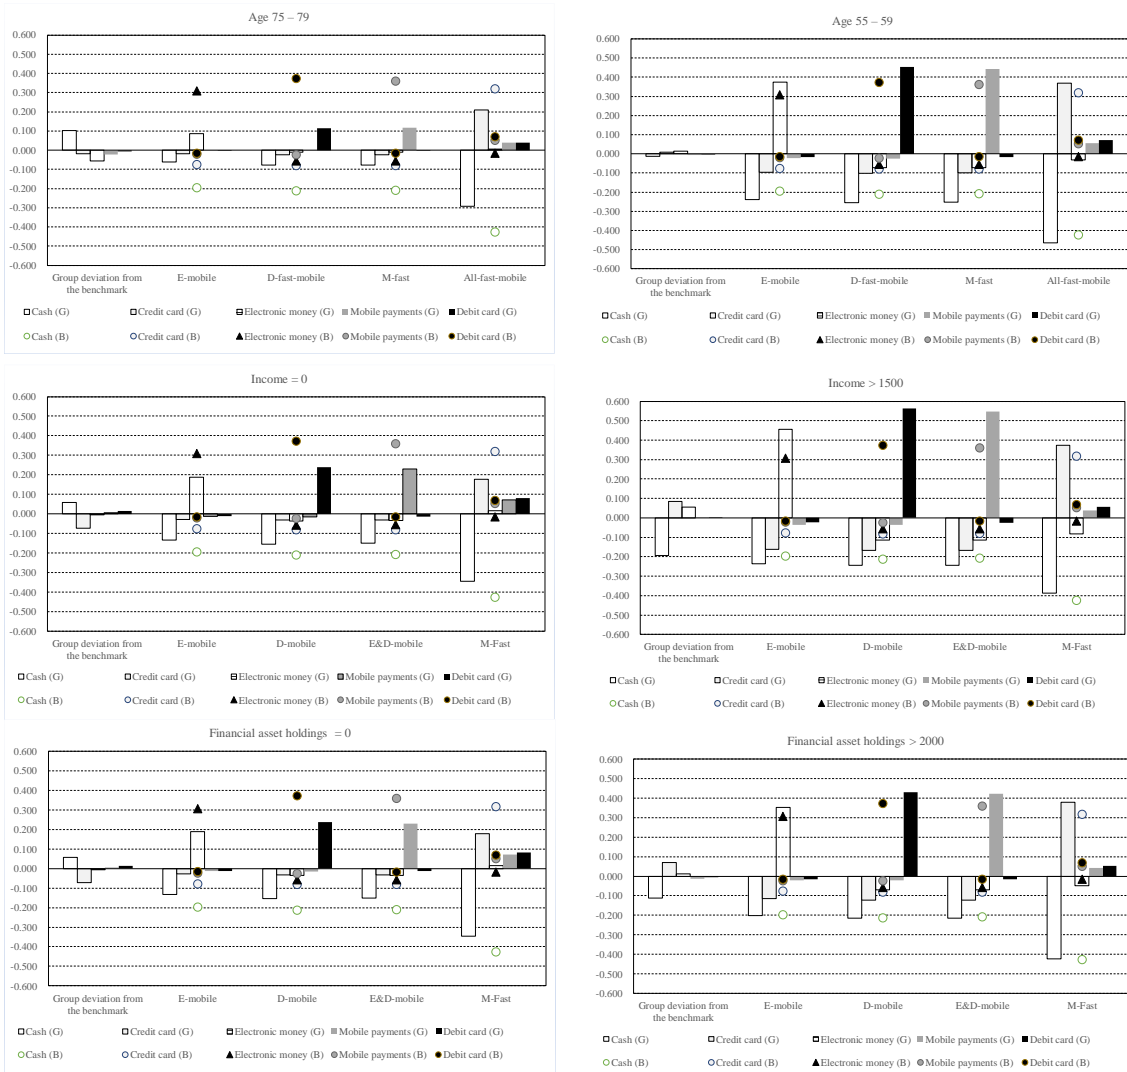 Age 75 – 79
0.600
0.500
0.400
0.300
0.200
0.100
0.000
-0.100
-0.200
-0.300
-0.400
-0.500
-0.600
Group deviation from the benchmark
E-mobile
D-fast-mobile
M-fast
All-fast-mobile
Cash (G) Credit card (G) Electronic money (G) Mobile payments (G) Debit card (G)
Cash (B) Credit card (B) Electronic money (B) Mobile payments (B) Debit card (B)
Age 55 – 59
0.600
0.500
0.400
0.300
0.200
0.100
0.000
-0.100
-0.200
-0.300
-0.400
-0.500
-0.600
Group deviation from the benchmark
E-mobile
D-fast-mobile
M-fast
All-fast-mobile
Cash (G) Credit card (G) Electronic money (G) Mobile payments (G) Debit card (G)
Cash (B) Credit card (B) Electronic money (B) Mobile payments (B) Debit card (B)
Income = 0
0.600
0.500
0.400
0.300
0.200
0.100
0.000
-0.100
-0.200
-0.300
-0.400
-0.500
-0.600
Group deviation from the benchmark
E-mobile
D-mobile
E&D-mobile
M-Fast
Cash (G) Credit card (G) Electronic money (G) Mobile payments (G) Debit card (G)
Cash (B) Credit card (B) Electronic money (B) Mobile payments (B) Debit card (B)
Income > 1500
0.600
0.500
0.400
0.300
0.200
0.100
0.000
-0.100
-0.200
-0.300
-0.400
-0.500
-0.600
Group deviation from the benchmark
E-mobile
D-mobile
E&D-mobile
M-Fast
Cash (G) Credit card (G) Electronic money (G) Mobile payments (G) Debit card (G)
Cash (B) Credit card (B) Electronic money (B) Mobile payments (B) Debit card (B)
Financial asset holdings = 0
0.600
0.500
0.400
0.300
0.200
0.100
0.000
-0.100
-0.200
-0.300
-0.400
-0.500
-0.600
Group deviation from the benchmark
E-mobile
D-mobile
E&D-mobile
M-Fast
Cash (G) Credit card (G) Electronic money (G) Mobile payments (G) Debit card (G)
Cash (B) Credit card (B) Electronic money (B) Mobile payments (B) Debit card (B)
Financial asset holdings > 2000
0.600
0.500
0.400
0.300
0.200
0.100
0.000
-0.100
-0.200
-0.300
-0.400
-0.500
-0.600
Group deviation from the benchmark
E-mobile
D-mobile
E&D-mobile
M-Fast
Cash (G) Credit card (G) Electronic money (G) Mobile payments (G) Debit card (G)
Cash (B) Credit card (B) Electronic money (B) Mobile payments (B) Debit card (B)